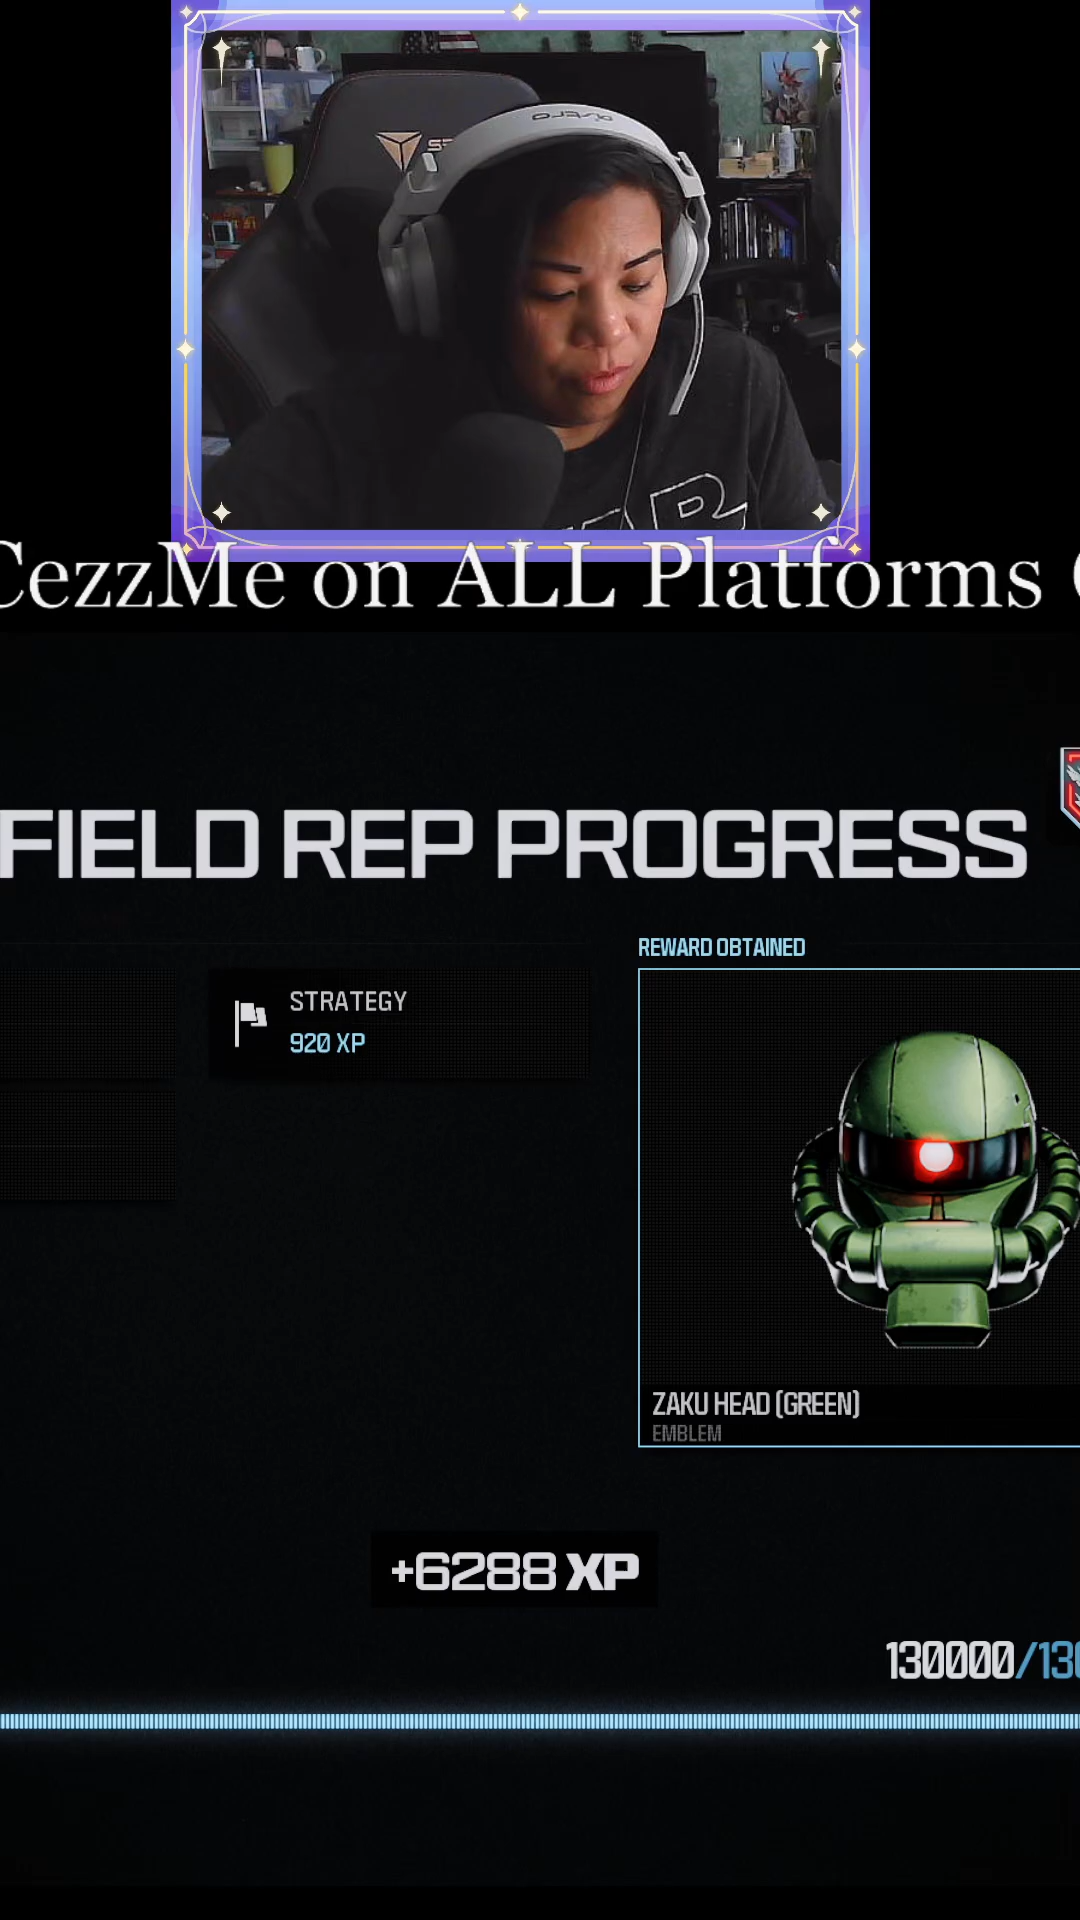 CezzMe on ALL Platforms
FIELD REP PROGRESS
REWARD OBTAINED
STRATEGY
920 XP
ZAKU HEAD (GREEN)
EMBLEM
+6288 XP
130000/130